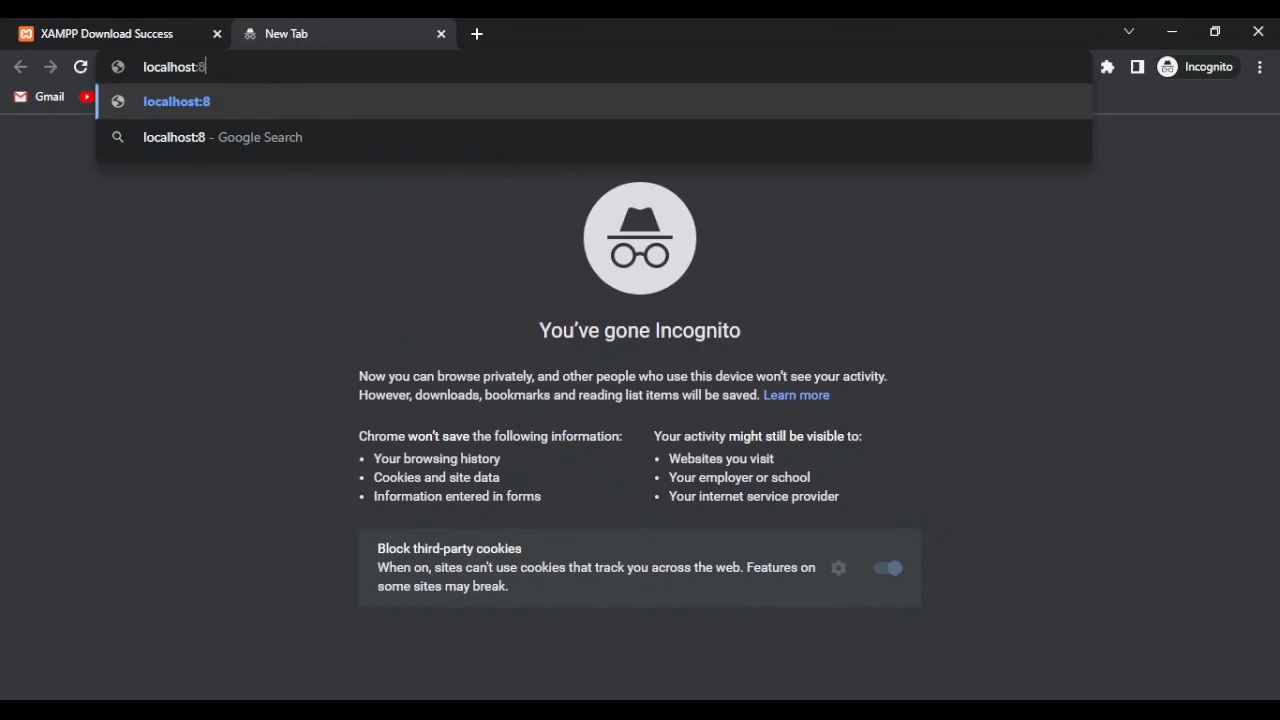 XAMPP Download Success
New Tab
localhost:8
Incognito
Gmail
localhost:8
localhost:8 - Google Search
You've gone Incognito
Now you can browse privately, and other people who use this device won't see your activity.
However, downloads, bookmarks and reading list items will be saved. Learn more
Chrome won't save the following information:
Your browsing history
Cookies and site data
Information entered in forms
Your activity might still be visible to:
Websites you visit
Your employer or school
Your internet service provider
Block third-party cookies
When on, sites can't use cookies that track you across the web. Features on
some sites may break.